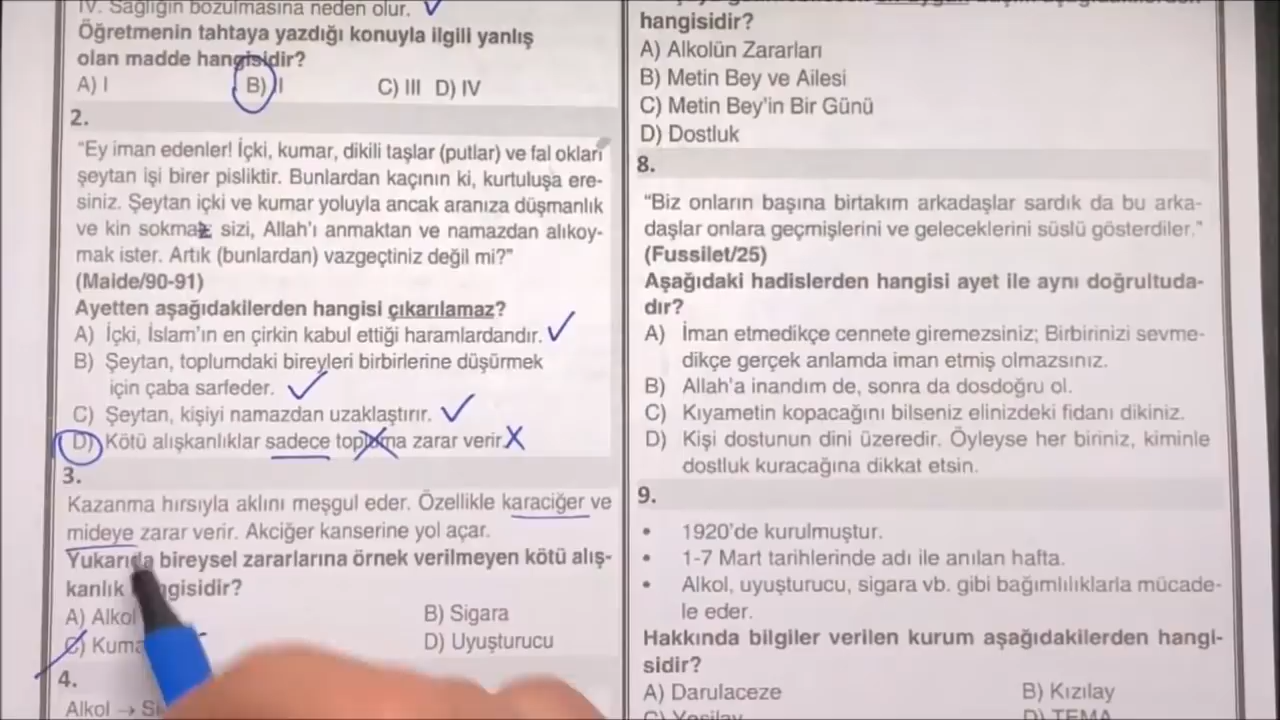 IV. Sağlığın bozulmasına neden olur.
Öğretmenin tahtaya yazdığı konuyla ilgili yanlış
olan madde hangisidir?
A) I B) I C) III D) IV
2.
“Ey iman edenler! İçki, kumar, dikili taşlar (putlar) ve fal okları
şeytan işi birer pisliktir. Bunlardan kaçının ki, kurtuluşa ere-
siniz. Şeytan içki ve kumar yoluyla ancak aranıza düşmanlık
ve kin sokmak sizi, Allah'ı anmaktan ve namazdan alıkoy-
mak ister. Artık (bunlardan) vazgeçtiniz değil mi?”
(Maide/90-91)
Ayetten aşağıdakilerden hangisi çıkarılamaz?
A) İçki, İslam'ın en çirkin kabul ettiği haramlardandır.
B) Şeytan, toplumdaki bireyleri birbirlerine düşürmek
için çaba sarfeder.
C) Şeytan, kişiyi namazdan uzaklaştırır.
D) Kötü alışkanlıklar sadece topluma zarar verir.
3.
Kazanma hırsıyla aklını meşgul eder. Özellikle karaciğer ve
mideye zarar verir. Akciğer kanserine yol açar.
Yukarıda bireysel zararlarına örnek verilmeyen kötü alış-
kanlık hangisidir?
A) Alkol B) Sigara
C) Kuma D) Uyuşturucu
4.
Alkol →
hangisidir?
A) Alkolün Zararları
B) Metin Bey ve Ailesi
C) Metin Bey'in Bir Günü
D) Dostluk
8.
“Biz onların başına birtakım arkadaşlar sardık da bu arka-
daşlar onlara geçmişlerini ve geleceklerini süslü gösterdiler.”
(Fussilet/25)
Aşağıdaki hadislerden hangisi ayet ile aynı doğrultuda-
dır?
A) İman etmedikçe cennete giremezsiniz; Birbirinizi sevme-
dikçe gerçek anlamda iman etmiş olmazsınız.
B) Allah'a inandım de, sonra da dosdoğru ol.
C) Kıyametin kopacağını bilseniz elinizdeki fidanı dikiniz.
D) Kişi dostunun dini üzeredir. Öyleyse her biriniz, kiminle
dostluk kuracağına dikkat etsin.
9.
• 1920'de kurulmuştur.
• 1-7 Mart tarihlerinde adı ile anılan hafta.
• Alkol, uyuşturucu, sigara vb. gibi bağımlılıklarla mücade-
le eder.
Hakkında bilgiler verilen kurum aşağıdakilerden hangi-
sidir?
A) Darulaceze B) Kızılay
C) Yeşilay D) TEMA